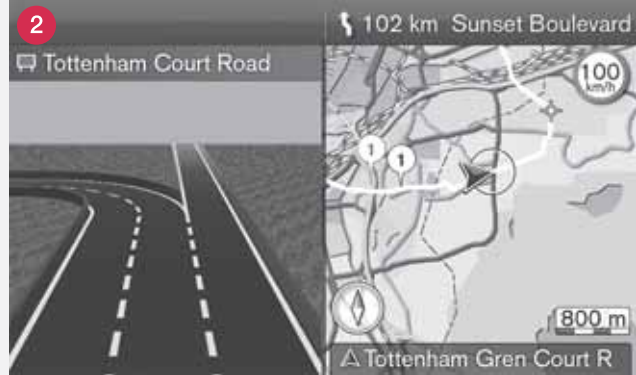 2
Tottenham Court Road
102 km Sunset Boulevard
100
km/h
1
1
800 m
Tottenham Gren Court R